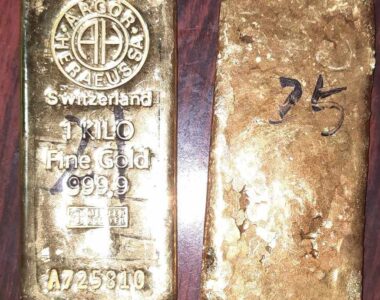 ARGOR HERAEUS SA
AH
Switzerland
1 KILO
Fine Gold
999.9
A725810
35